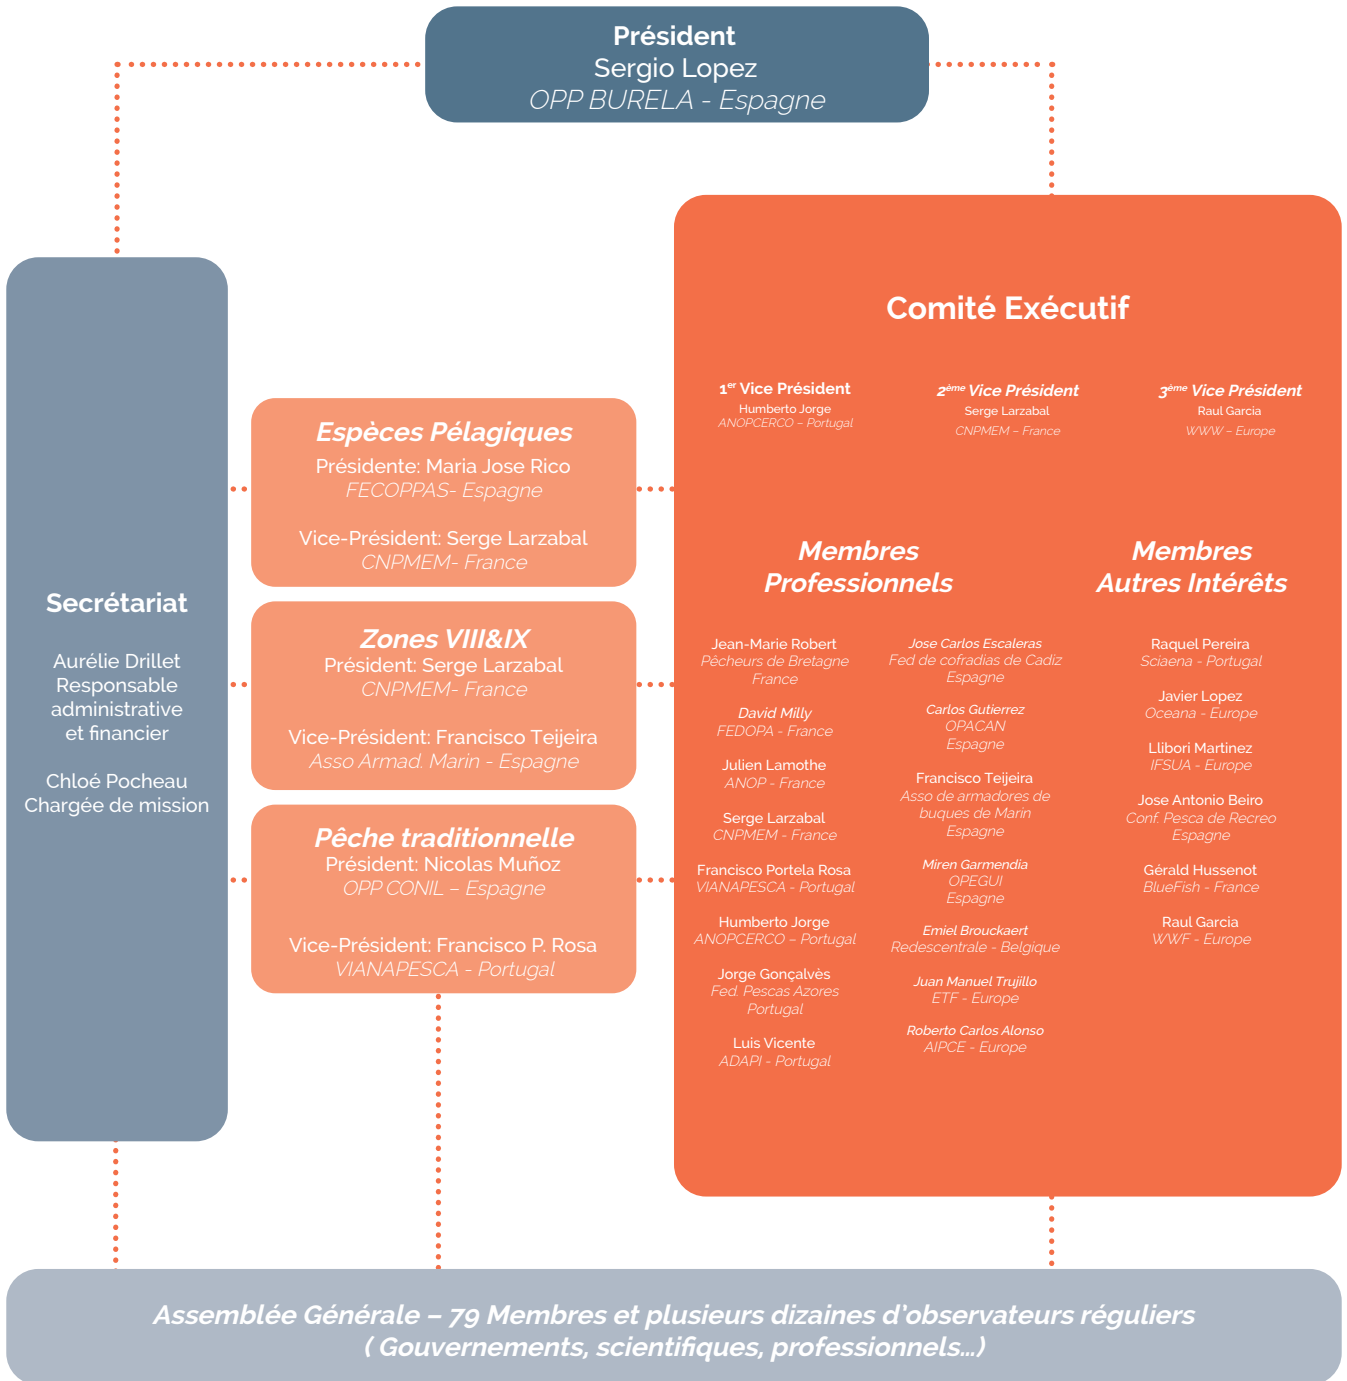 Président
Sergio Lopez
OPP BURELA - Espagne
Secrétariat
Aurélie Drillet
Responsable
administrative
et financier
Chloé Pocheau
Chargée de mission
Espèces Pélagiques
Présidente: Maria Jose Rico
FECOPPAS- Espagne
Vice-Président: Serge Larzabal
CNPMEM- France
Zones VIII&IX
Président: Serge Larzabal
CNPMEM- France
Vice-Président: Francisco Teijeira
Asso Armad. Marin - Espagne
Pêche traditionnelle
Président: Nicolas Muñoz
OPP CONIL – Espagne
Vice-Président: Francisco P. Rosa
VIANAPESCA - Portugal
Comité Exécutif
1er Vice Président
Humberto Jorge
ANOPCERCO – Portugal
2ème Vice Président
Serge Larzabal
CNPMEM – France
3ème Vice Président
Raul Garcia
WWW – Europe
Membres
Professionnels
Jean-Marie Robert
Pêcheurs de Bretagne
France
David Milly
FEDOPA - France
Julien Lamothe
ANOP - France
Serge Larzabal
CNPMEM - France
Francisco Portela Rosa
VIANAPESCA - Portugal
Humberto Jorge
ANOPCERCO – Portugal
Jorge Gonçalvès
Fed. Pescas Azores
Portugal
Luis Vicente
ADAPI - Portugal
Jose Carlos Escaleras
Fed de cofradias de Cadiz
Espagne
Carlos Gutierrez
OPACAN
Espagne
Francisco Teijeira
Asso de armadores de
buques de Marin
Espagne
Miren Garmendia
OPEGUI
Espagne
Emiel Brouckaert
Redescentrale - Belgique
Juan Manuel Trujillo
ETF - Europe
Roberto Carlos Alonso
AIPCE - Europe
Membres
Autres Intérêts
Raquel Pereira
Sciaena - Portugal
Javier Lopez
Oceana - Europe
Llibori Martinez
IFSUA - Europe
Jose Antonio Beiro
Conf. Pesca de Recreo
Espagne
Gérald Hussenot
BlueFish - France
Raul Garcia
WWF - Europe
Assemblée Générale – 79 Membres et plusieurs dizaines d'observateurs réguliers
( Gouvernements, scientifiques, professionnels...)